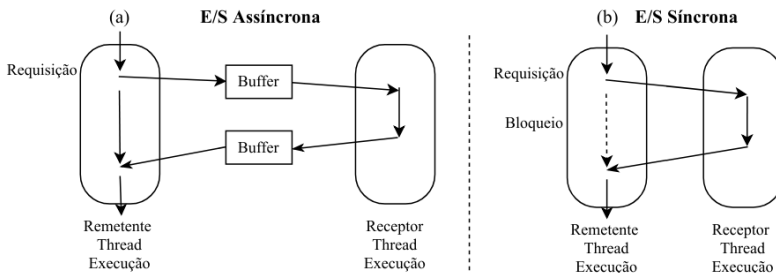 (a) E/S Assíncrona
Requisição
Buffer
Buffer
Remetente
Thread
Execução
Receptor
Thread
Execução
(b) E/S Síncrona
Requisição
Bloqueio
Remetente
Thread
Execução
Receptor
Thread
Execução